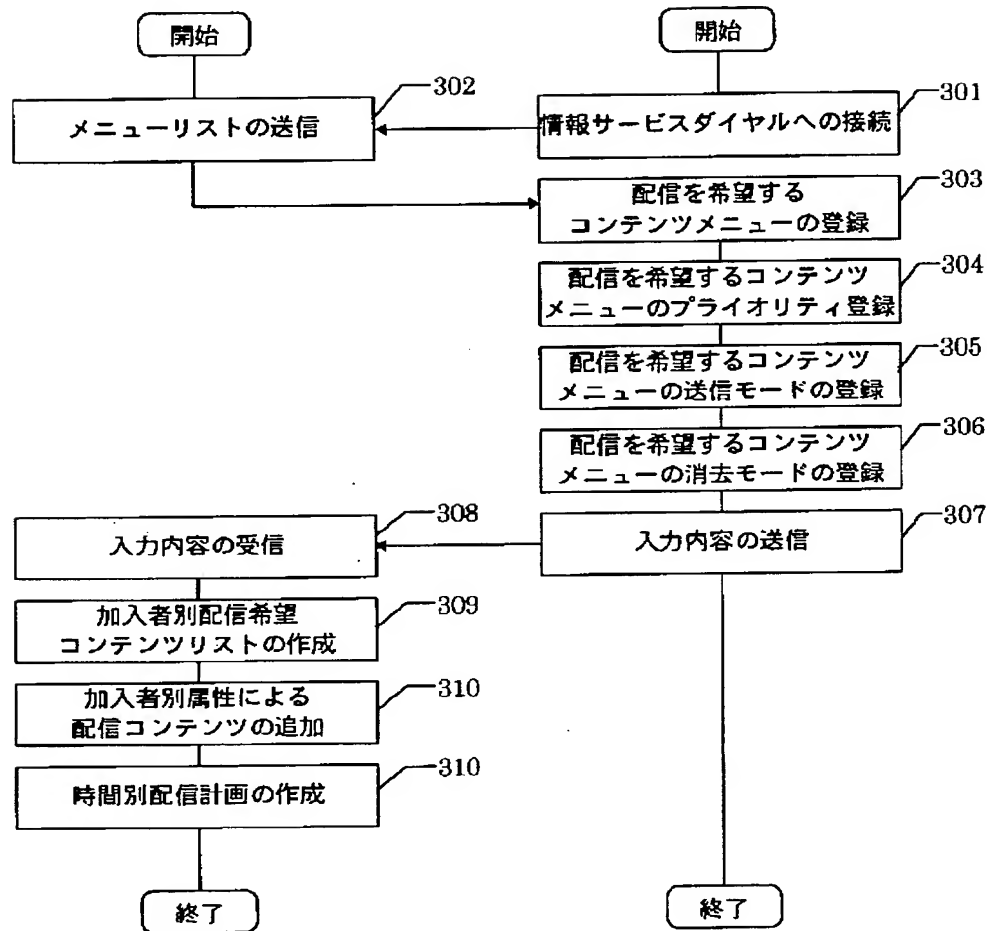 開始
開始
302
301
メニューリストの送信
情報サービスダイヤルへの接続
303
配信を希望する
コンテンツメニューの登録
304
配信を希望するコンテンツ
メニューのプライオリティ登録
305
配信を希望するコンテンツ
メニューの送信モードの登録
306
配信を希望するコンテンツ
メニューの消去モードの登録
308
307
入力内容の受信
入力内容の送信
309
加入者別配信希望
コンテンツリストの作成
310
加入者別属性による
配信コンテンツの追加
310
時間別配信計画の作成
終了
終了